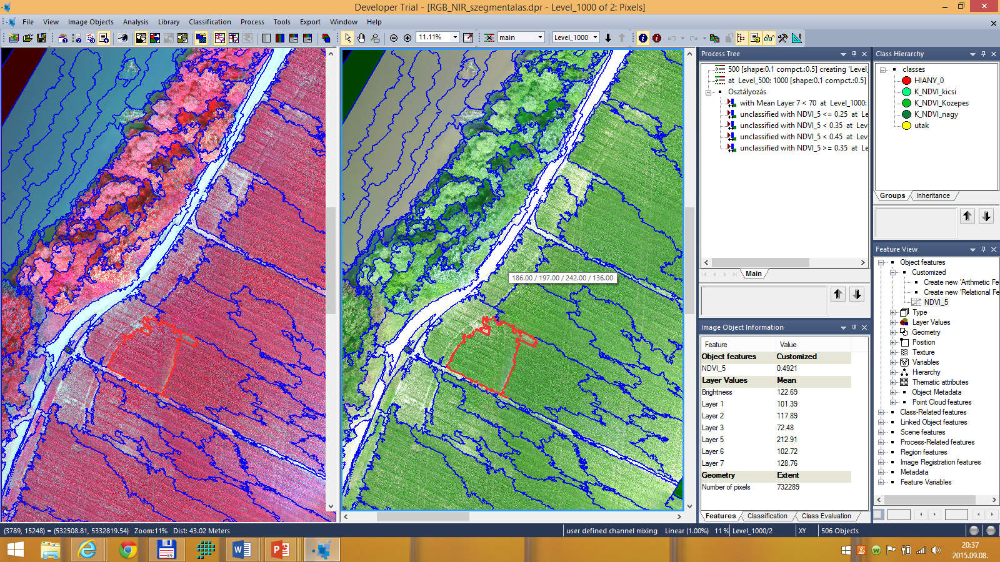 Developer Trial - [RGB_NIR_szegmentalas.dpr - Level_1000 of 2: Pixels]
File View Image Objects Analysis Library Classification Process Tools Export Window Help
11.11% main Level_1000
Process Tree
500 [shape:0.1 compct.:0.5] creating 'Level_
at Level_500: 1000 [shape:0.1 compct.:0.5]
Osztályozás
with Mean Layer 7 < 70 at Level_1000:
unclassified with NDVI_5 <= 0.25 at Le
unclassified with NDVI_5 < 0.35 at Le
unclassified with NDVI_5 < 0.45 at Le
unclassified with NDVI_5 >= 0.35 at Le
Main
Class Hierarchy
classes
HIANY_0
K_NDVI_kicsi
K_NDVI_Kozepes
K_NDVI_nagy
utak
Groups Inheritance
186.00 / 197.00 / 242.00 / 136.00
Image Object Information
Feature Value
Object features Customized
NDVI_5 0.4921
Layer Values Mean
Brightness 122.69
Layer 1 101.39
Layer 2 117.89
Layer 3 72.48
Layer 5 212.91
Layer 6 102.72
Layer 7 128.76
Geometry Extent
Number of pixels 732289
Features Classification Class Evaluation
Feature View
Object features
Customized
Create new 'Arithmetic Fe
Create new 'Relational Fe
NDVI_5
Type
Layer Values
Geometry
Position
Texture
Variables
Hierarchy
Thematic attributes
Object Metadata
Point Cloud features
Class-Related features
Linked Object features
Scene features
Process-Related features
Region features
Image Registration features
Metadata
Feature Variables
(3789, 15248) = (532508.81, 5332819.54) Zoom:11% Dist: 43.02 Meters
user defined channel mixing Linear (1.00%) 11 % Level_1000/2 XY 506 Objects
20:37
2015.09.08.